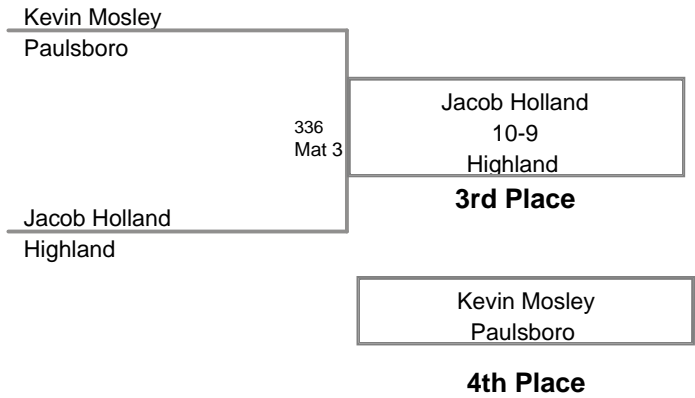 Kevin Mosley
Paulsboro
336
Mat 3
Jacob Holland
10-9
Highland
3rd Place
Jacob Holland
Highland
Kevin Mosley
Paulsboro
4th Place